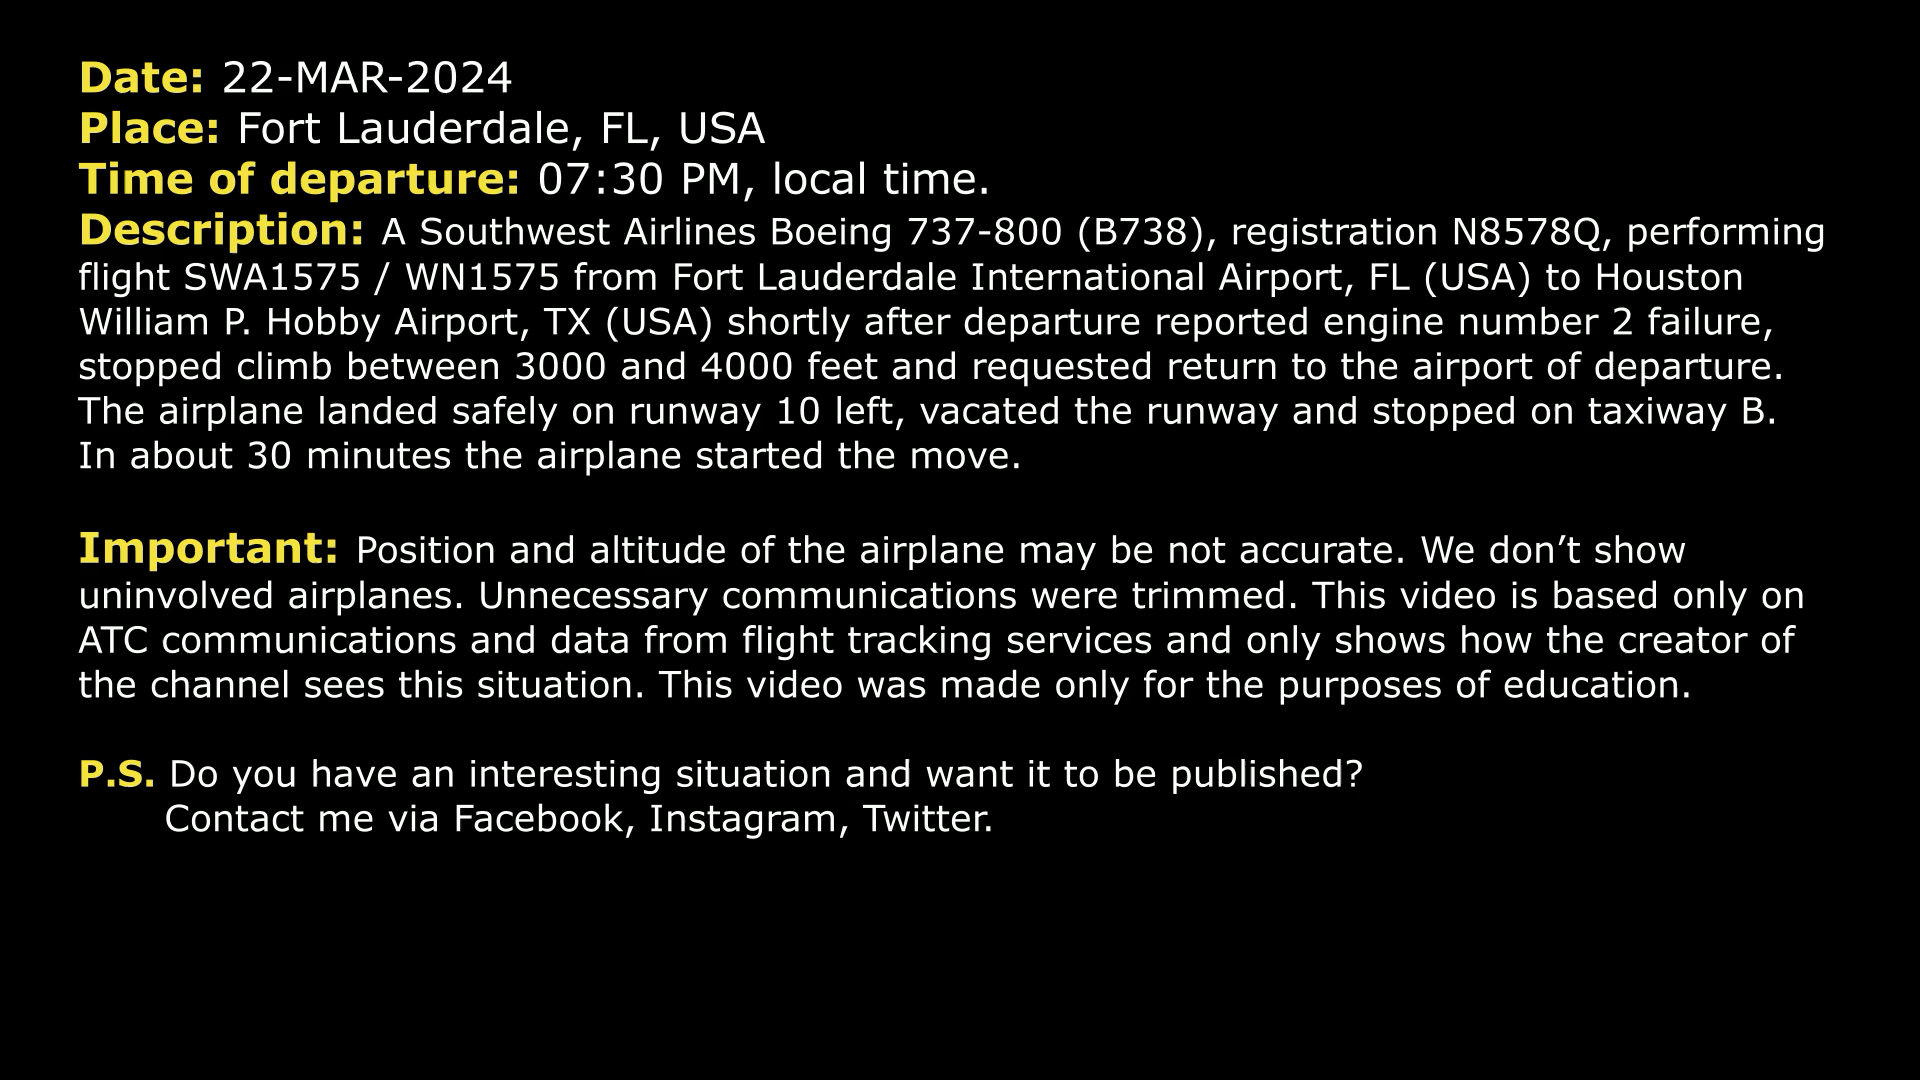 Date: 22-MAR-2024
Place: Fort Lauderdale, FL, USA
Time of departure: 07:30 PM, local time.
Description: A Southwest Airlines Boeing 737-800 (B738), registration N8578Q, performing
flight SWA1575 / WN1575 from Fort Lauderdale International Airport, FL (USA) to Houston
William P. Hobby Airport, TX (USA) shortly after departure reported engine number 2 failure,
stopped climb between 3000 and 4000 feet and requested return to the airport of departure.
The airplane landed safely on runway 10 left, vacated the runway and stopped on taxiway B.
In about 30 minutes the airplane started the move.
Important: Position and altitude of the airplane may be not accurate. We don’t show
uninvolved airplanes. Unnecessary communications were trimmed. This video is based only on
ATC communications and data from flight tracking services and only shows how the creator of
the channel sees this situation. This video was made only for the purposes of education.
P.S. Do you have an interesting situation and want it to be published?
Contact me via Facebook, Instagram, Twitter.